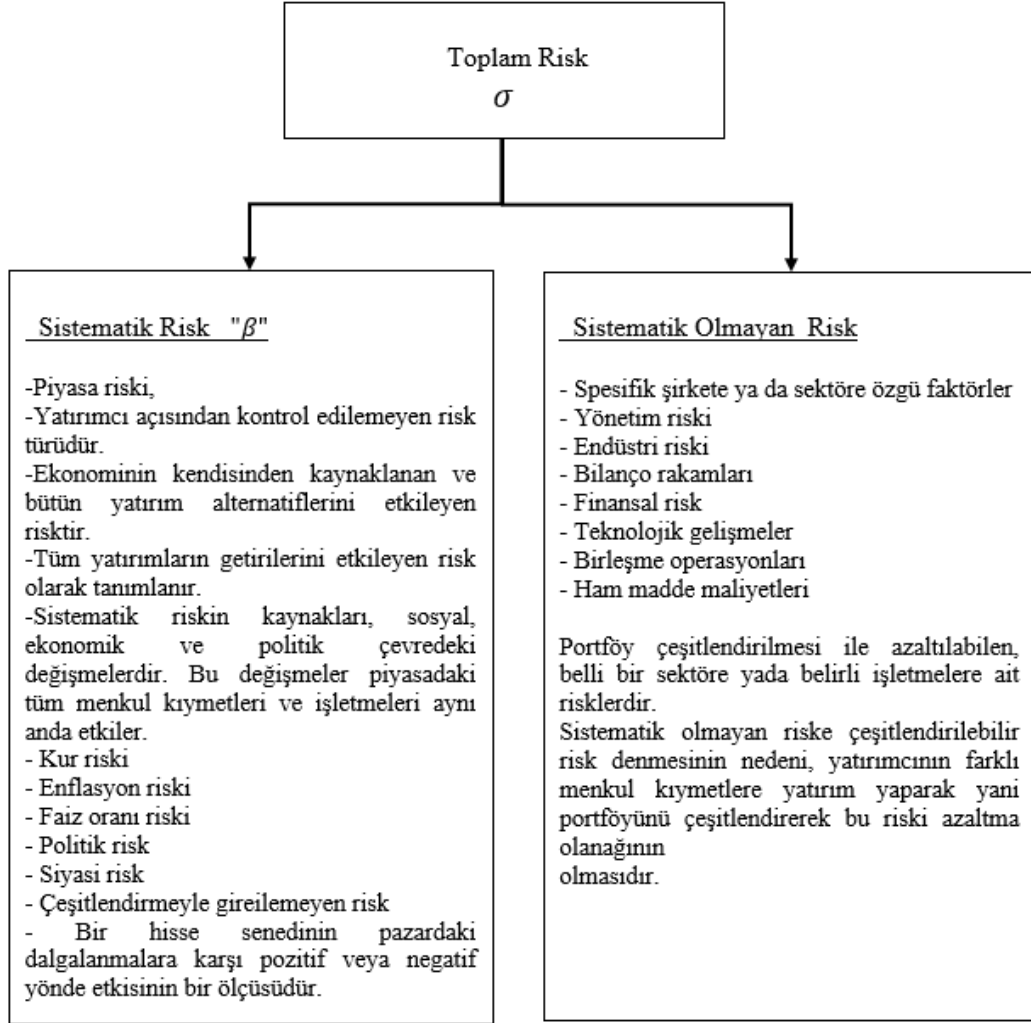 Toplam Risk
σ
Sistematik Risk "β"
-Piyasa riski,
-Yatırımcı açısından kontrol edilemeyen risk
türüdür.
-Ekonominin kendisinden kaynaklanan ve
bütün yatırım alternatiflerini etkileyen
risktir.
-Tüm yatırımların getirilerini etkileyen risk
olarak tanımlanır.
-Sistematik riskin kaynakları, sosyal,
ekonomik ve politik çevredeki
değişmelerdir. Bu değişmeler piyasadaki
tüm menkul kıymetleri ve işletmeleri aynı
anda etkiler.
- Kur riski
- Enflasyon riski
- Faiz oranı riski
- Politik risk
- Siyasi risk
- Çeşitlendirmeyle gireilemeyen risk
- Bir hisse senedinin pazardaki
dalgalanmalara karşı pozitif veya negatif
yönde etkisinin bir ölçüsüdür.
Sistematik Olmayan Risk
- Spesifik şirkete ya da sektöre özgü faktörler
- Yönetim riski
- Endüstri riski
- Bilanço rakamları
- Finansal risk
- Teknolojik gelişmeler
- Birleşme operasyonları
- Ham madde maliyetleri
Portföy çeşitlendirilmesi ile azaltılabilen,
belli bir sektöre yada belirli işletmelere ait
risklerdir.
Sistematik olmayan riske çeşitlendirilebilir
risk denmesinin nedeni, yatırımcının farklı
menkul kıymetlere yatırım yaparak yani
portföyünü çeşitlendirerek bu riski azaltma
olanağının
olmasıdır.